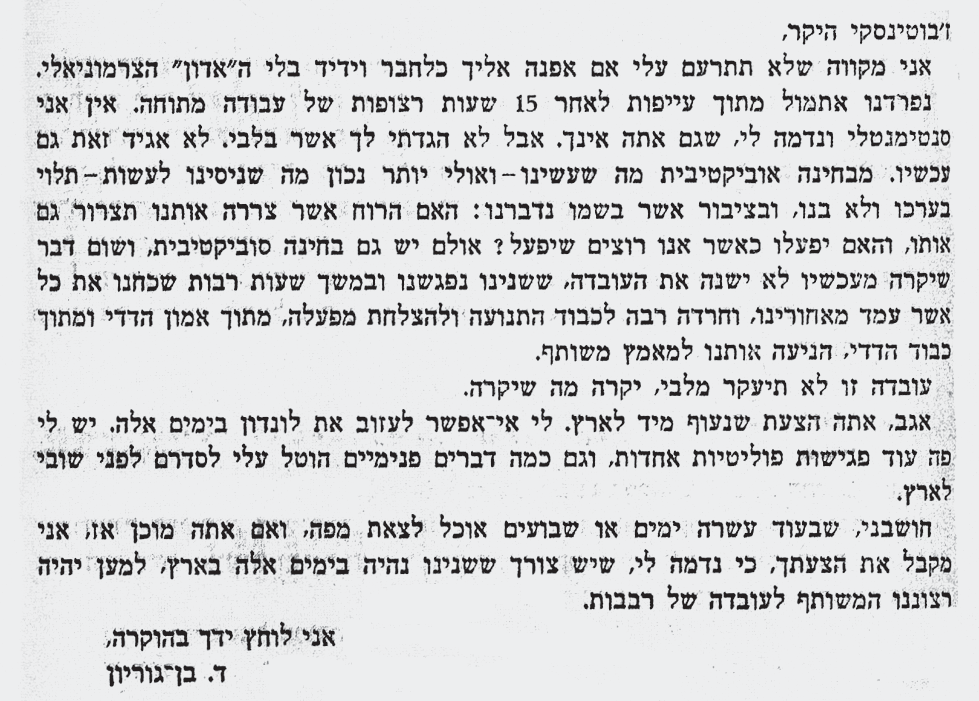 ז׳בוטינסקי היקר,
אני מקווה שלא תתרעם עלי אם אפנה אליך כלחבר וידיד בלי ה״אדון״ הצרמוניאלי.
נפרדנו אתמול מתוך עייפות לאחר 15 שעות רצופות של עבודה מתוחה. אין אני
סנטימנטלי ונדמה לי, שגם אתה אינך. אבל לא הגדתי לך אשר בלבי. לא אגיד זאת גם
עכשיו. מבחינה אוביקטיבית מה שעשינו – ואולי יותר נכון מה שניסינו לעשות – תלוי
בערכו ולא בנו, ובציבור אשר בשמו נדברנו: האם הרוח אשר צררה אותנו תצרור גם
אותו, והאם יפעלו כאשר אנו רוצים שיפעל? אולם יש גם בחינה סוביקטיבית, ושום דבר
שיקרה מעכשיו לא ישנה את העובדה, ששנינו נפגשנו ובמשך שעות רבות שכחנו את כל
אשר עמד מאחורינו, וחרדה רבה לכבוד התנועה ולהצלחת מפעלה, מתוך אמון הדדי ומתוך
כבוד הדדי, הניעה אותנו למאמץ משותף.
עובדה זו לא תיעקר מלבי, יקרה מה שיקרה.
אגב, אתה הצעת שנעוף מיד לארץ. לי אי־אפשר לעזוב את לונדון בימים אלה. יש לי
פה עוד פגישות פוליטיות אחדות, וגם כמה דברים פנימיים הוטל עלי לסדרם לפני שובי
לארץ.
חושבני, שבעוד עשרה ימים או שבועים אוכל לצאת מפה, ואם אתה מוכן אז, אני
מקבל את הצעתך, כי נדמה לי, שיש צורך ששנינו נהיה בימים אלה בארץ, למען יהיה
רצוננו המשותף לעובדה של רבבות.
אני לוחץ ידך בהוקרה,
ד. בן־גוריון